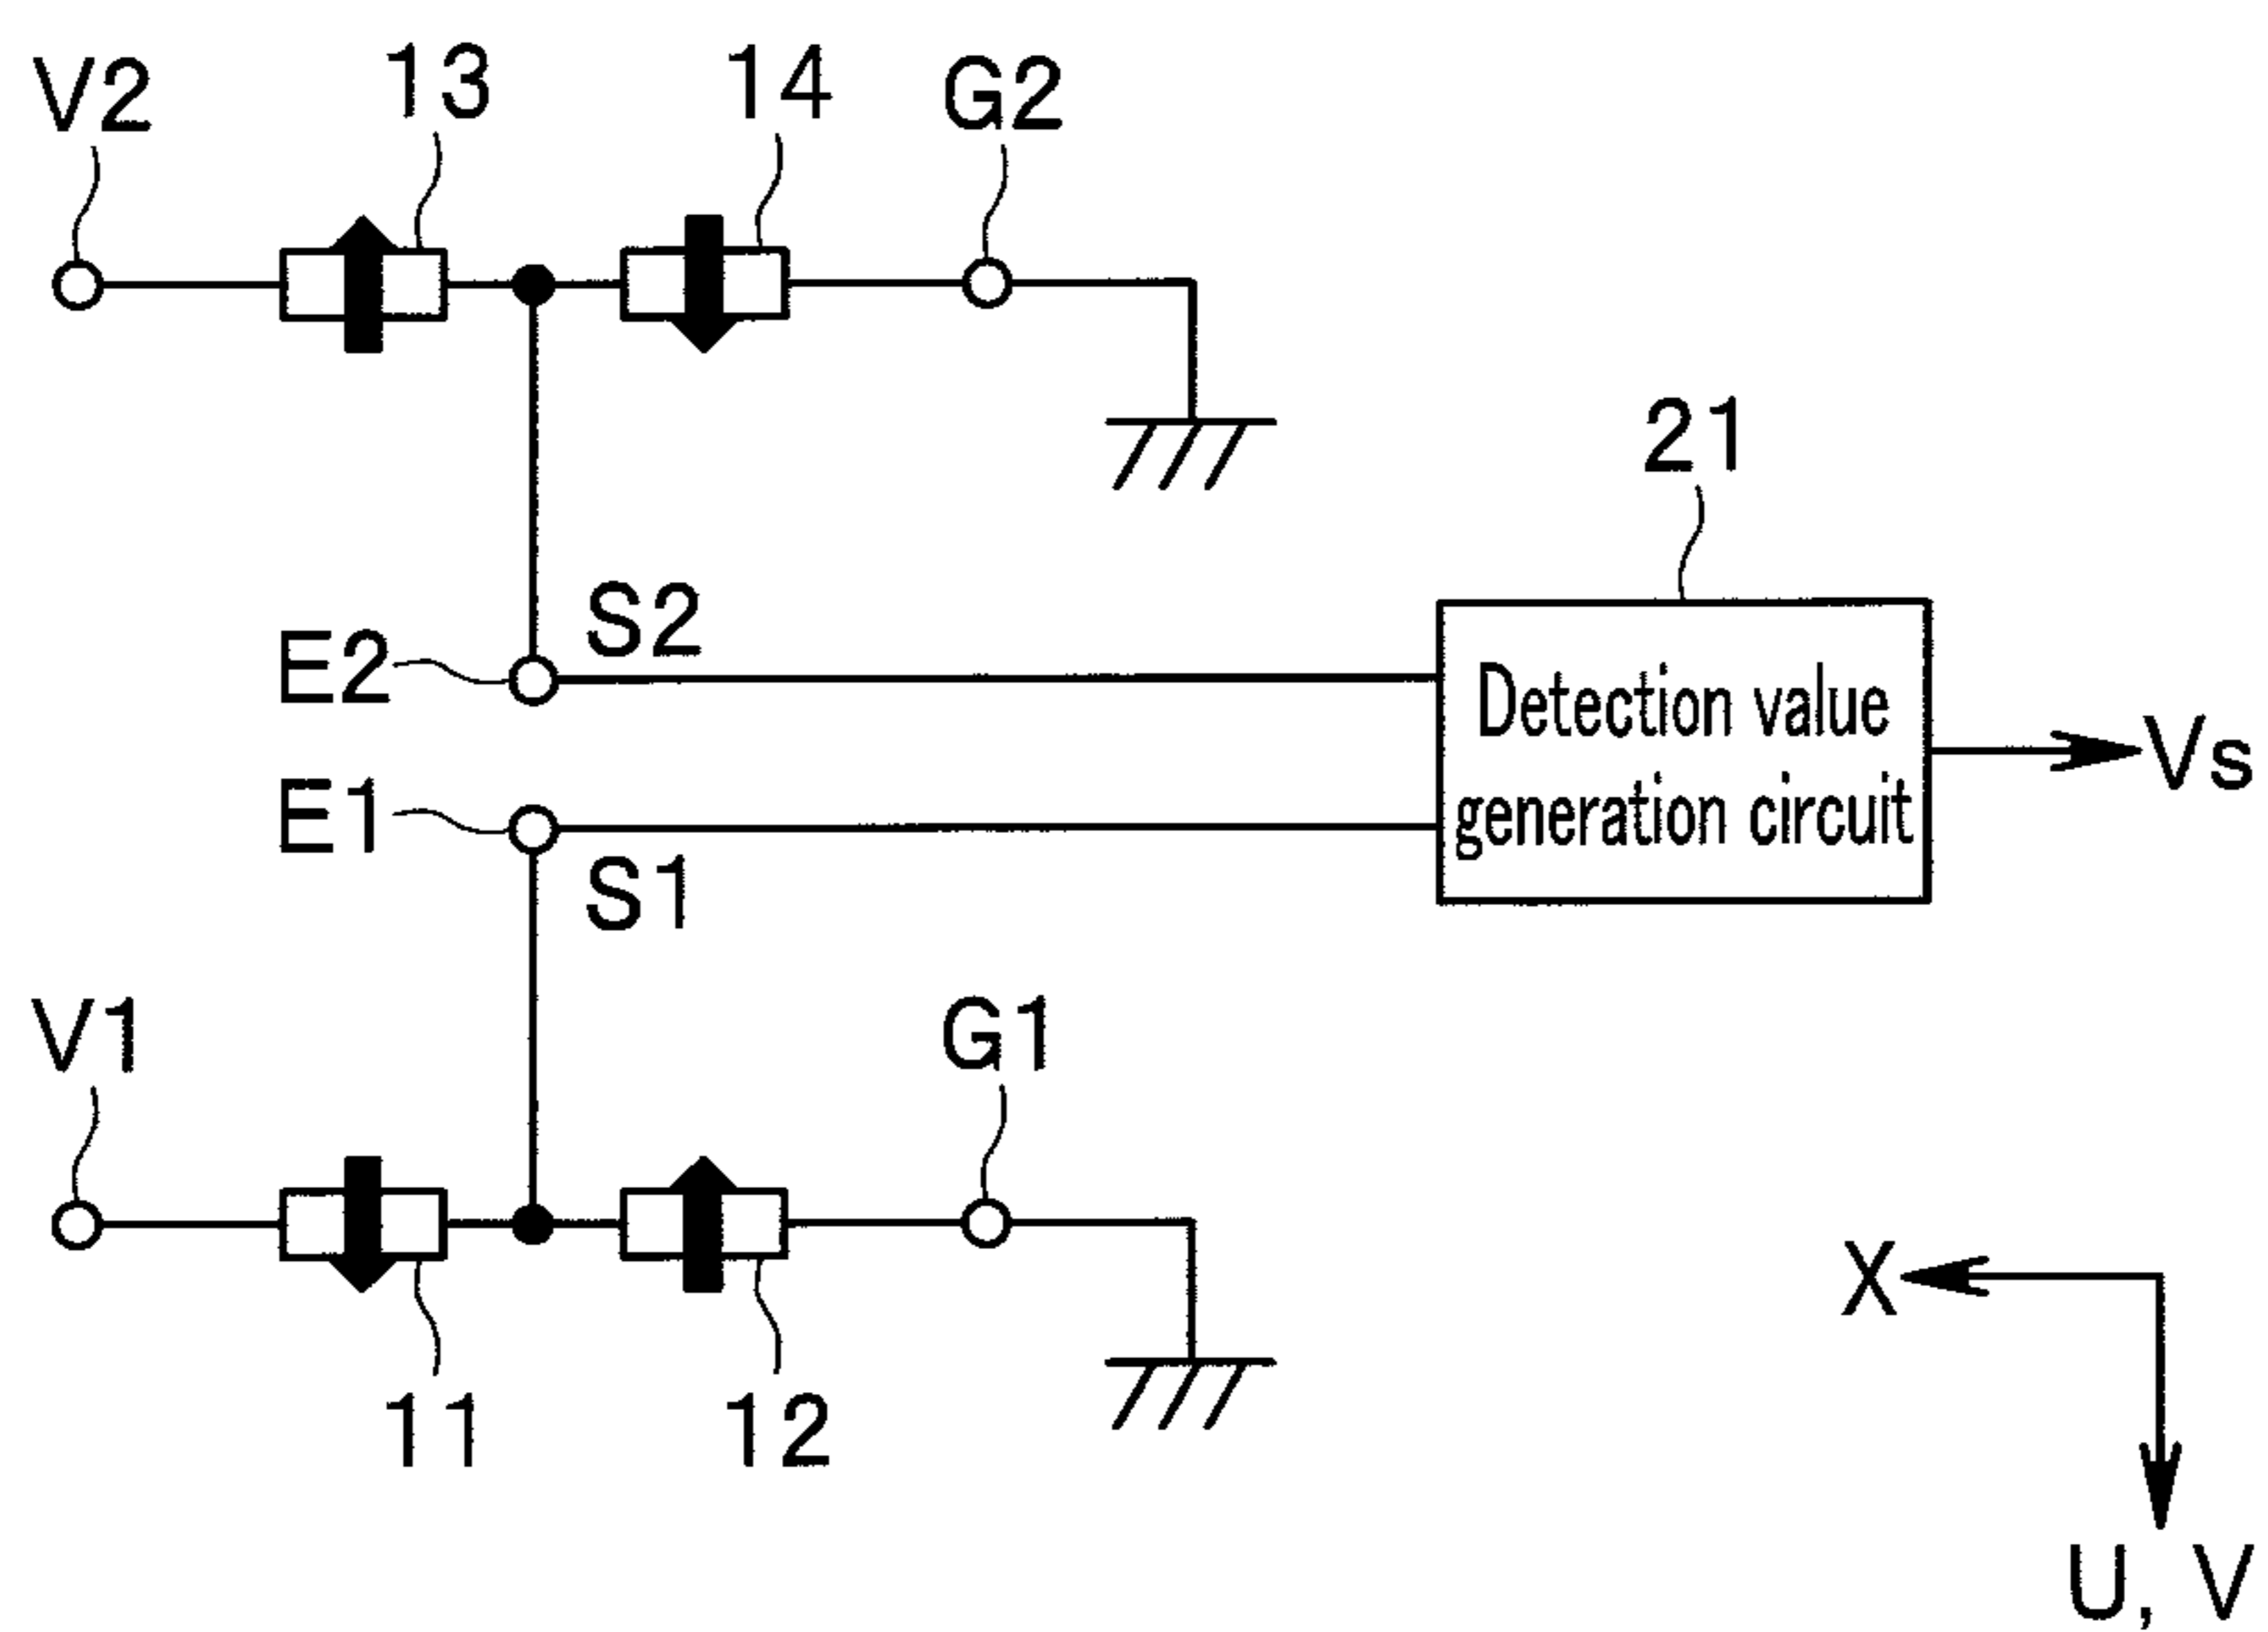 V2 13 14 G2
21
E2 S2
Detection value
generation circuit
Vs
E1 S1
V1 G1
11 12
X
U, V